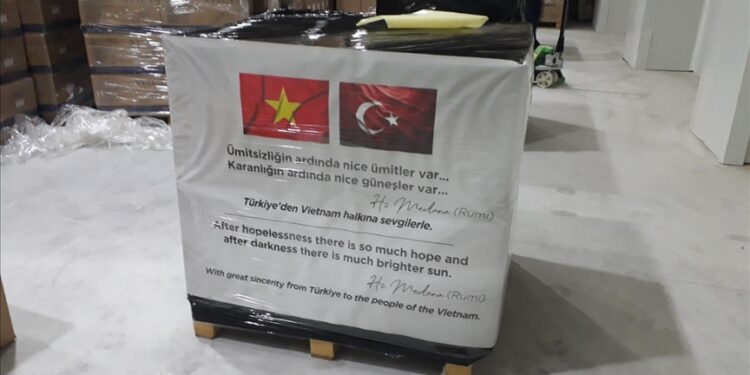 Ümitsizliğin ardında nice ümitler var...
Karanlığın ardında nice güneşler var...
Hz Mevlana (Rumi)
Türkiye'den Vietnam halkına sevgilerle.
After hopelessness there is so much hope and
after darkness there is much brighter sun.
Hz Mevlana (Rumi)
With great sincerity from Türkiye to the people of the Vietnam.